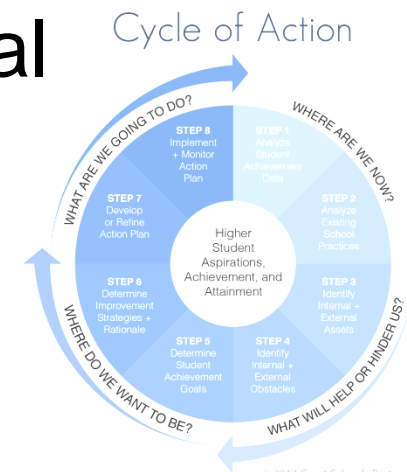 al
Cycle of Action
WHERE ARE WE NOW?
STEP 1
Analyze
Student
Achievement
Data
STEP 2
Analyze
Existing
School
Practices
WHAT WILL HELP OR HINDER US?
STEP 3
Identify
Internal +
External
Assets
STEP 4
Identify
Internal +
External
Obstacles
WHERE DO WE WANT TO BE?
STEP 5
Determine
Student
Achievement
Goals
STEP 6
Determine
Improvement
Strategies +
Rationale
WHAT ARE WE GOING TO DO?
STEP 7
Develop
or Refine
Action Plan
STEP 8
Implement
+ Monitor
Action
Plan
Higher
Student
Aspirations,
Achievement, and
Attainment